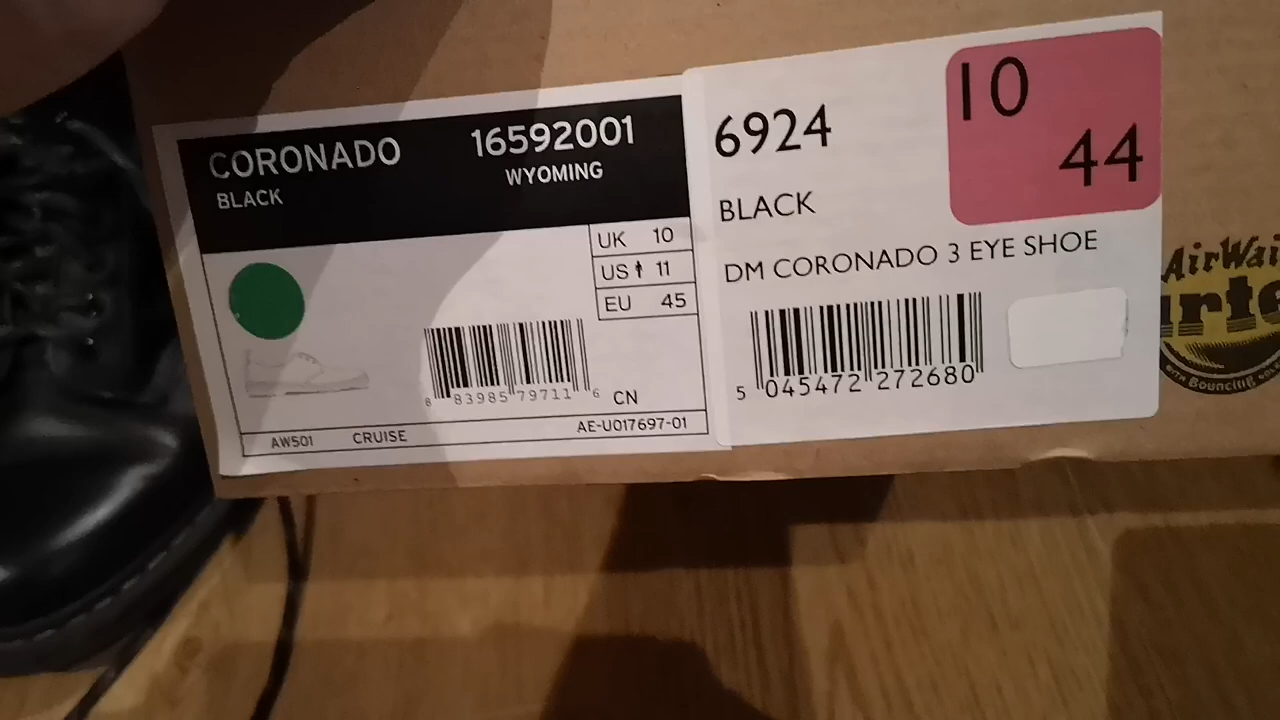 CORONADO 16592001
BLACK WYOMING
UK 10
US 11
EU 45
8 83985 79711 6 CN
AW501 CRUISE AE-U017697-01
6924
10
44
BLACK
DM CORONADO 3 EYE SHOE
5 045472 272680
AirWai